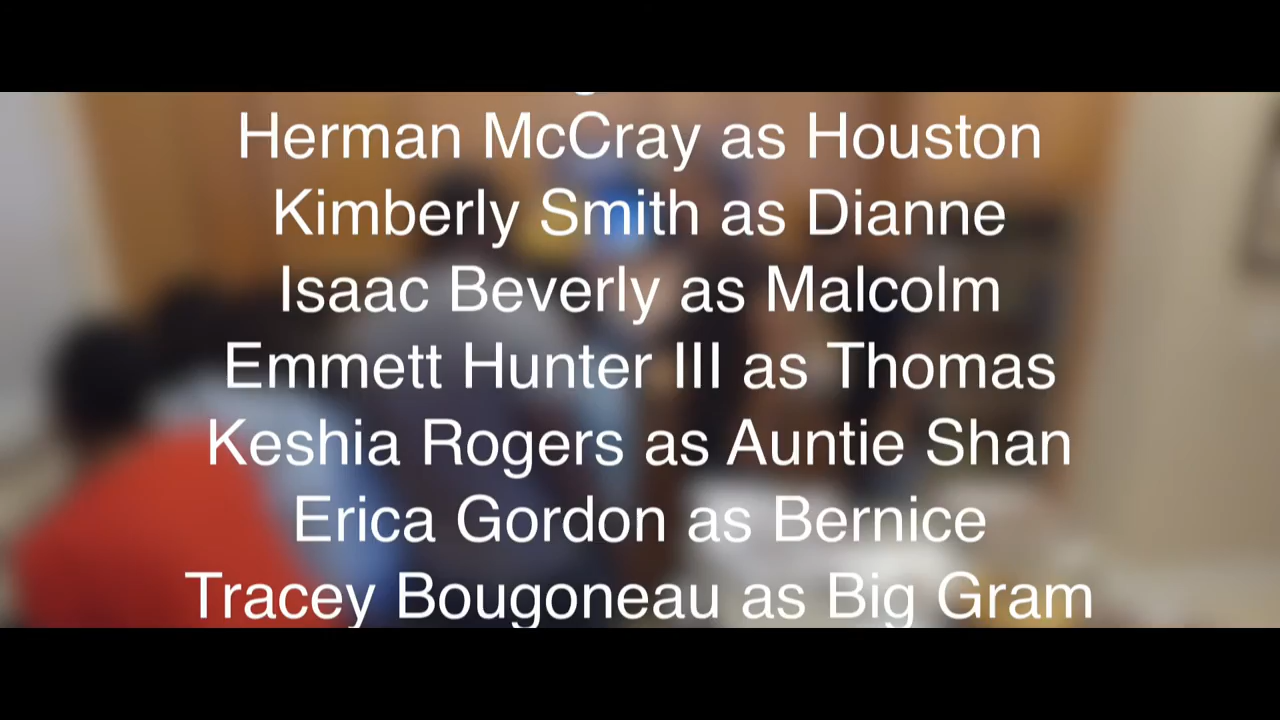 Herman McCray as Houston
Kimberly Smith as Dianne
Isaac Beverly as Malcolm
Emmett Hunter III as Thomas
Keshia Rogers as Auntie Shan
Erica Gordon as Bernice
Tracey Bougoneau as Big Gram